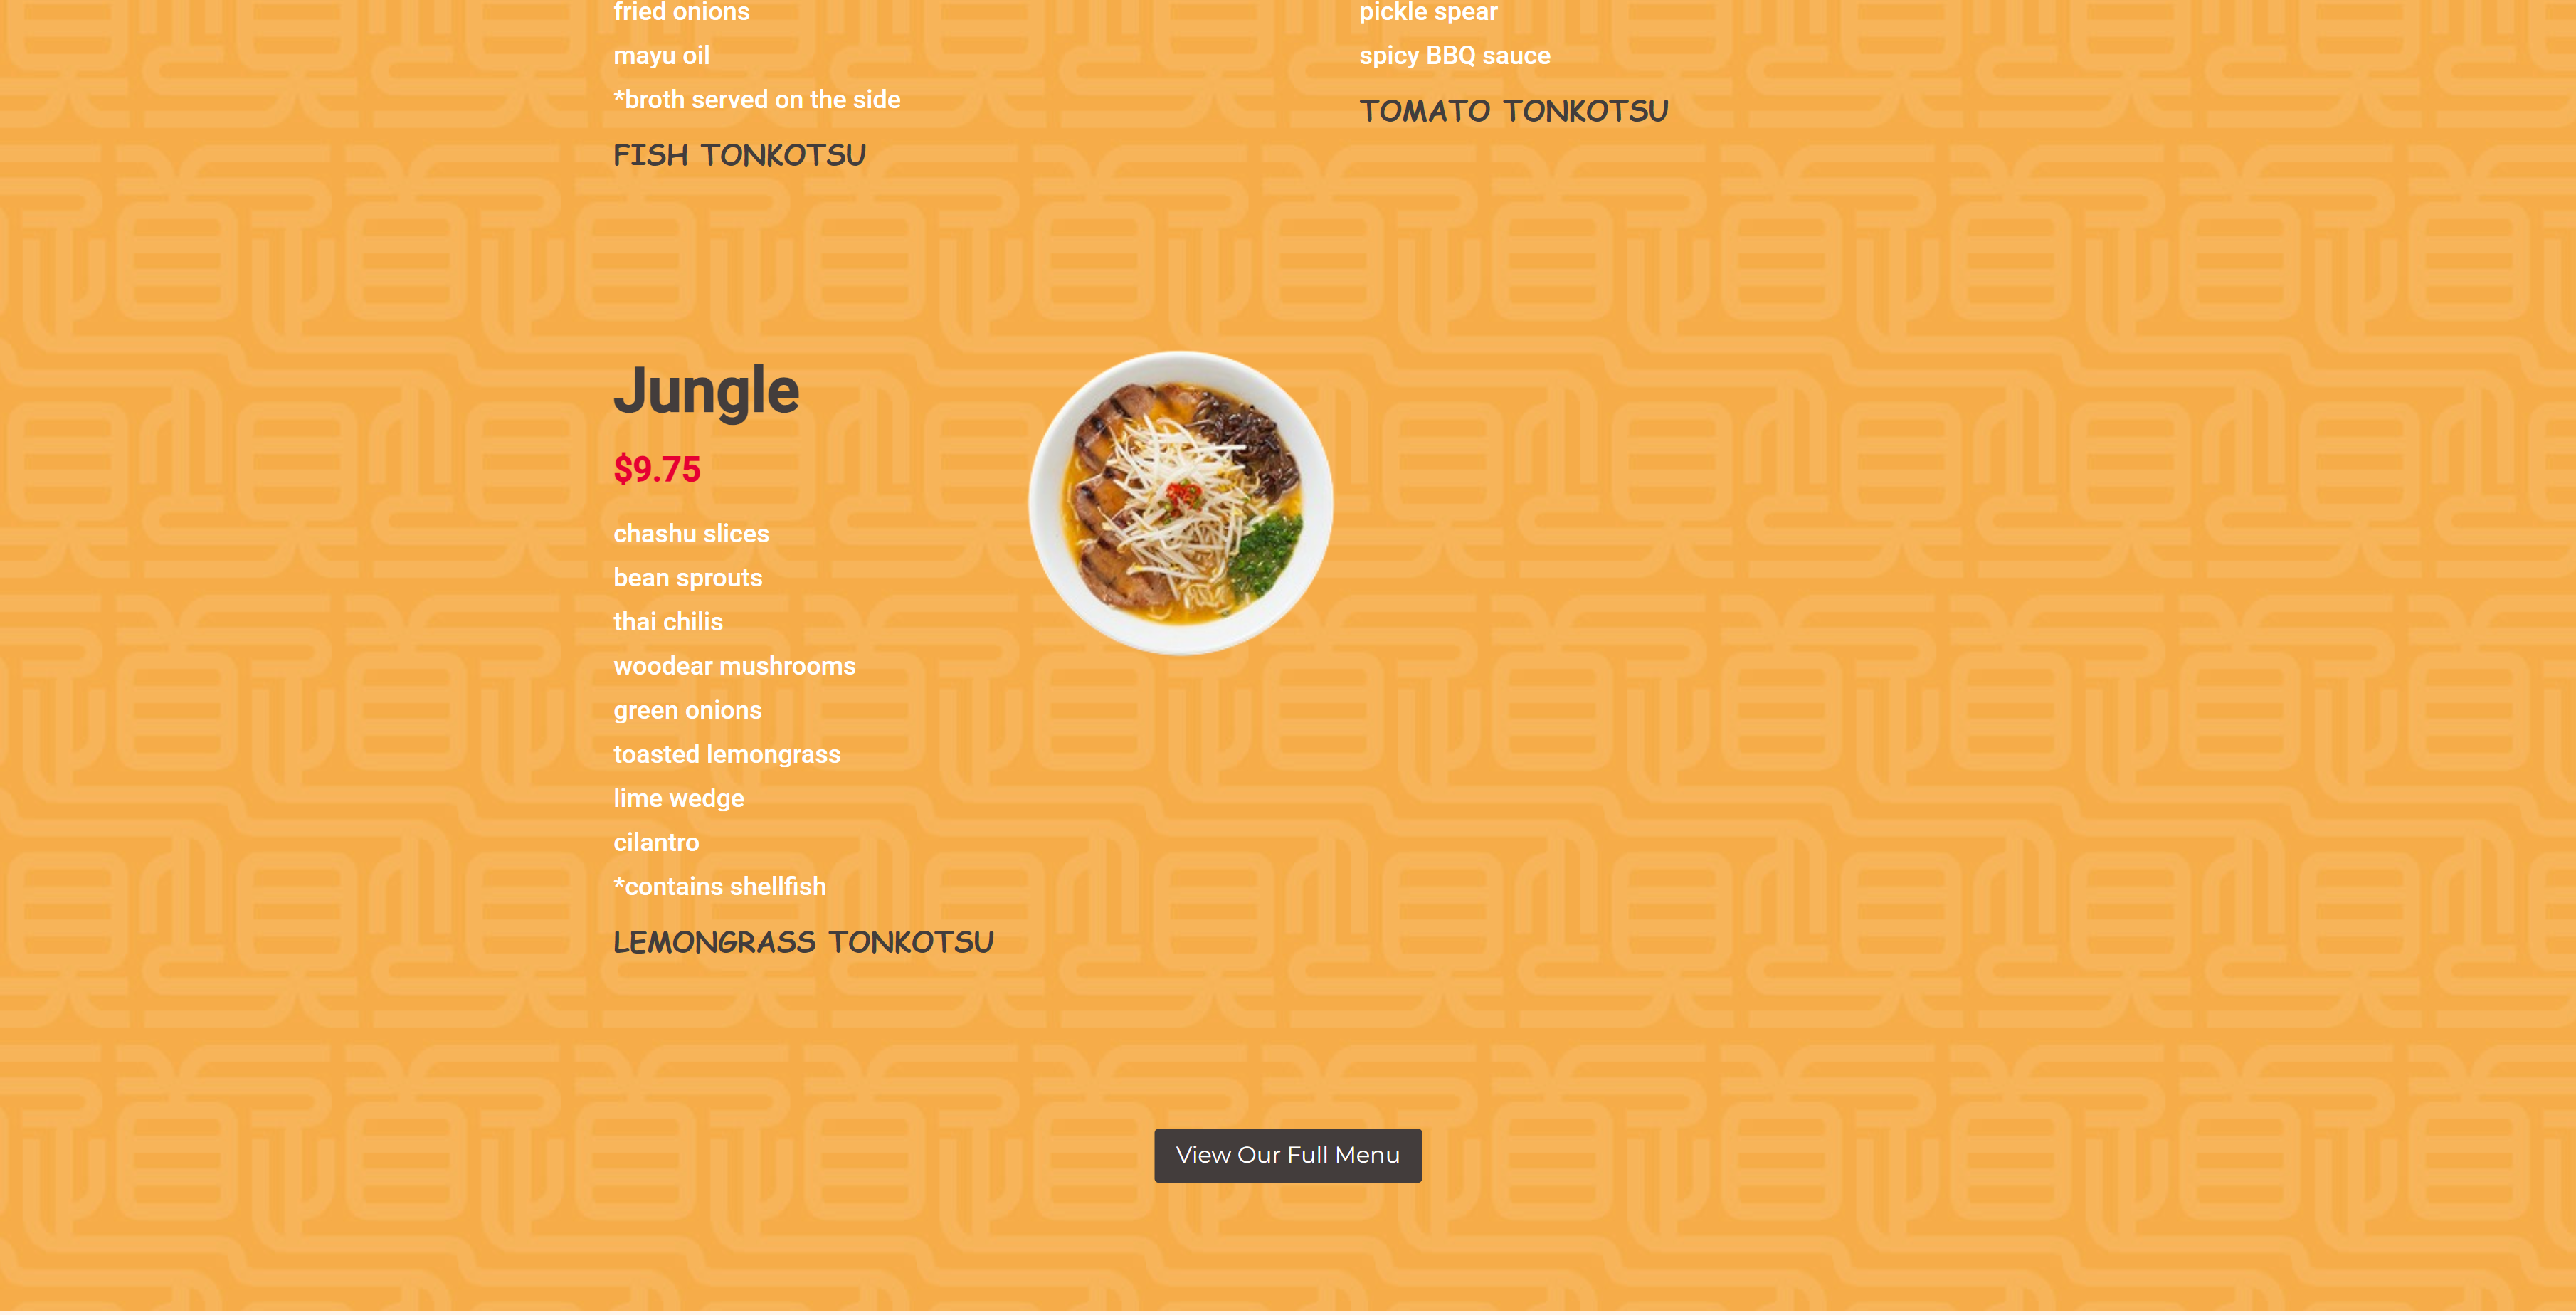 fried onions
mayu oil
*broth served on the side
FISH TONKOTSU
pickle spear
spicy BBQ sauce
TOMATO TONKOTSU
Jungle
$9.75
chashu slices
bean sprouts
thai chilis
woodear mushrooms
green onions
toasted lemongrass
lime wedge
cilantro
*contains shellfish
LEMONGRASS TONKOTSU
View Our Full Menu